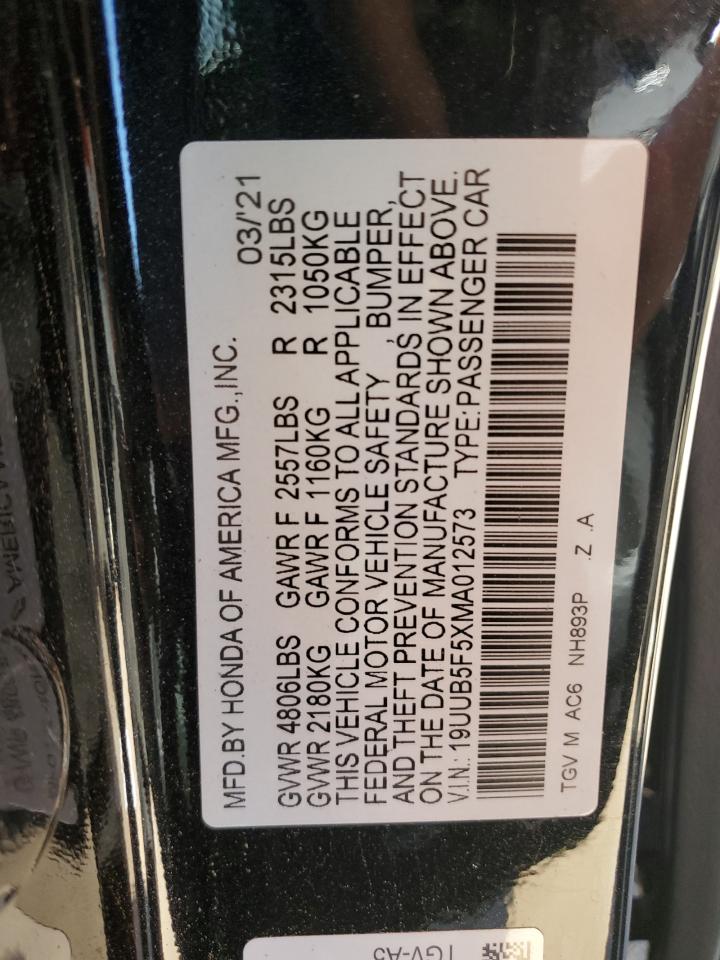 MFD.BY HONDA OF AMERICA MFG.,INC. 03/'21
GVWR 4806LBS GAWR F 2557LBS R 2315LBS
GVWR 2180KG GAWR F 1160KG R 1050KG
THIS VEHICLE CONFORMS TO ALL APPLICABLE
FEDERAL MOTOR VEHICLE SAFETY , BUMPER,
AND THEFT PREVENTION STANDARDS IN EFFECT
ON THE DATE OF MANUFACTURE SHOWN ABOVE.
V.I.N.: 19UUB5F5XMA012573 TYPE:PASSENGER CAR
TGV M AC6 NH893P .Z .A
TGV-A5